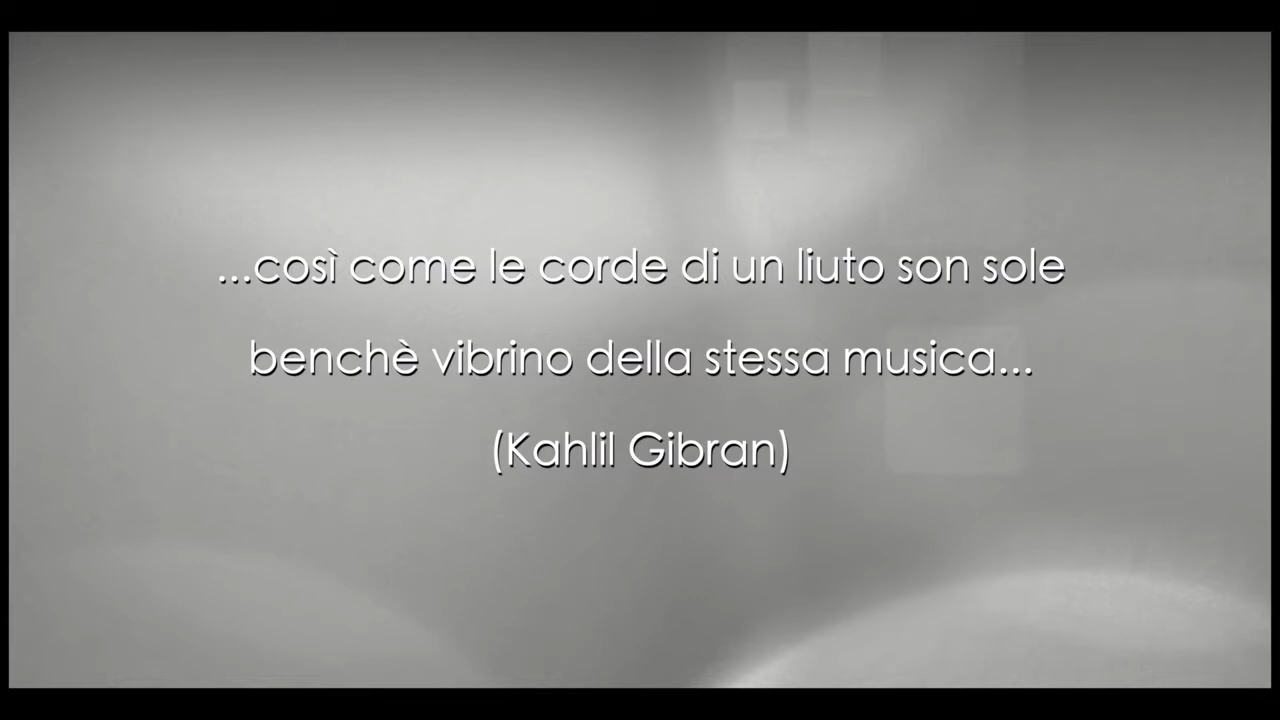 ...così come le corde di un liuto son sole
benchè vibrino della stessa musica...
(Kahlil Gibran)